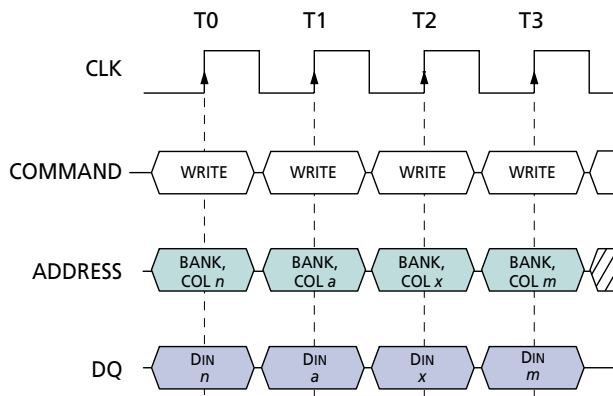 T0 T1 T2 T3
CLK
COMMAND WRITE WRITE WRITE WRITE
ADDRESS BANK, COL n BANK, COL a BANK, COL x BANK, COL m
DQ DIN n DIN a DIN x DIN m